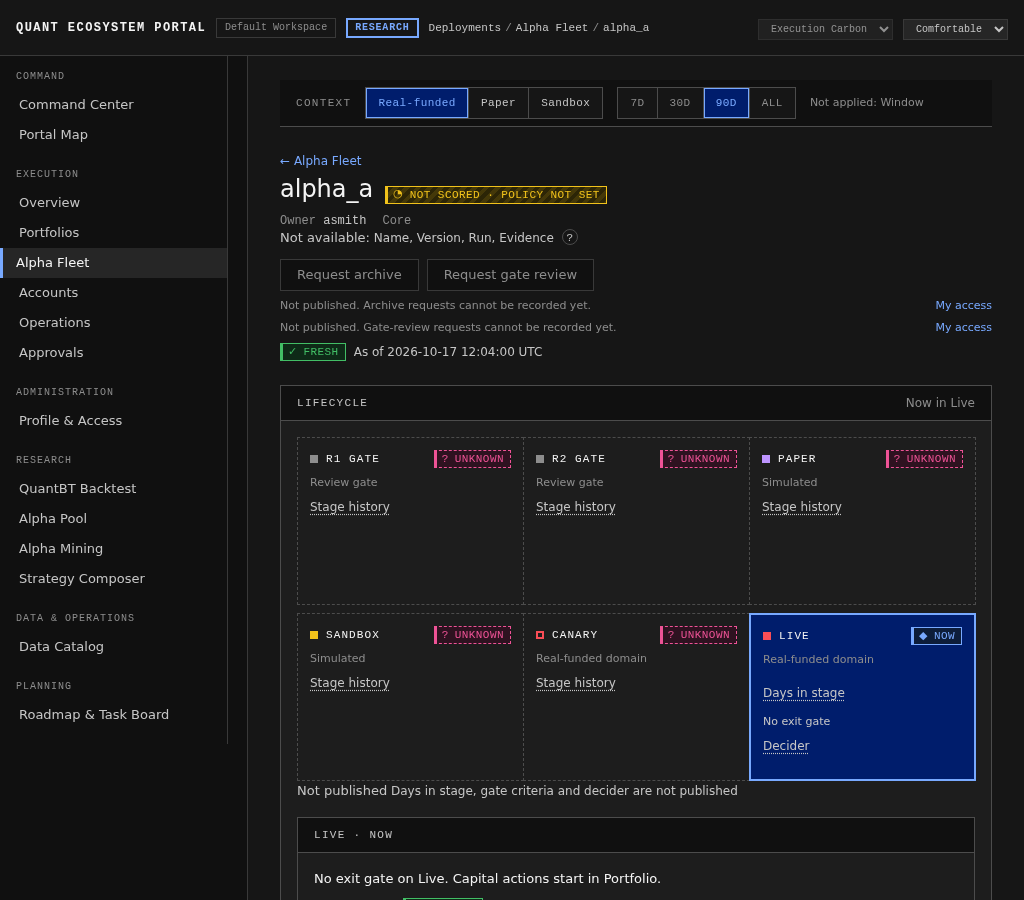 QUANT ECOSYSTEM PORTAL Default Workspace RESEARCH Deployments / Alpha Fleet / alpha_a Execution Carbon Comfortable
COMMAND
Command Center
Portal Map
EXECUTION
Overview
Portfolios
Alpha Fleet
Accounts
Operations
Approvals
ADMINISTRATION
Profile & Access
RESEARCH
QuantBT Backtest
Alpha Pool
Alpha Mining
Strategy Composer
DATA & OPERATIONS
Data Catalog
PLANNING
Roadmap & Task Board
CONTEXT Real-funded Paper Sandbox 7D 30D 90D ALL Not applied: Window
← Alpha Fleet
alpha_a NOT SCORED · POLICY NOT SET
Owner asmith Core
Not available: Name, Version, Run, Evidence ?
Request archive Request gate review
Not published. Archive requests cannot be recorded yet. My access
Not published. Gate-review requests cannot be recorded yet. My access
✓ FRESH As of 2026-10-17 12:04:00 UTC
LIFECYCLE Now in Live
R1 GATE ? UNKNOWN
Review gate
Stage history
R2 GATE ? UNKNOWN
Review gate
Stage history
PAPER ? UNKNOWN
Simulated
Stage history
SANDBOX ? UNKNOWN
Simulated
Stage history
CANARY ? UNKNOWN
Real-funded domain
Stage history
LIVE ◆ NOW
Real-funded domain
Days in stage
No exit gate
Decider
Not published Days in stage, gate criteria and decider are not published
LIVE · NOW
No exit gate on Live. Capital actions start in Portfolio.